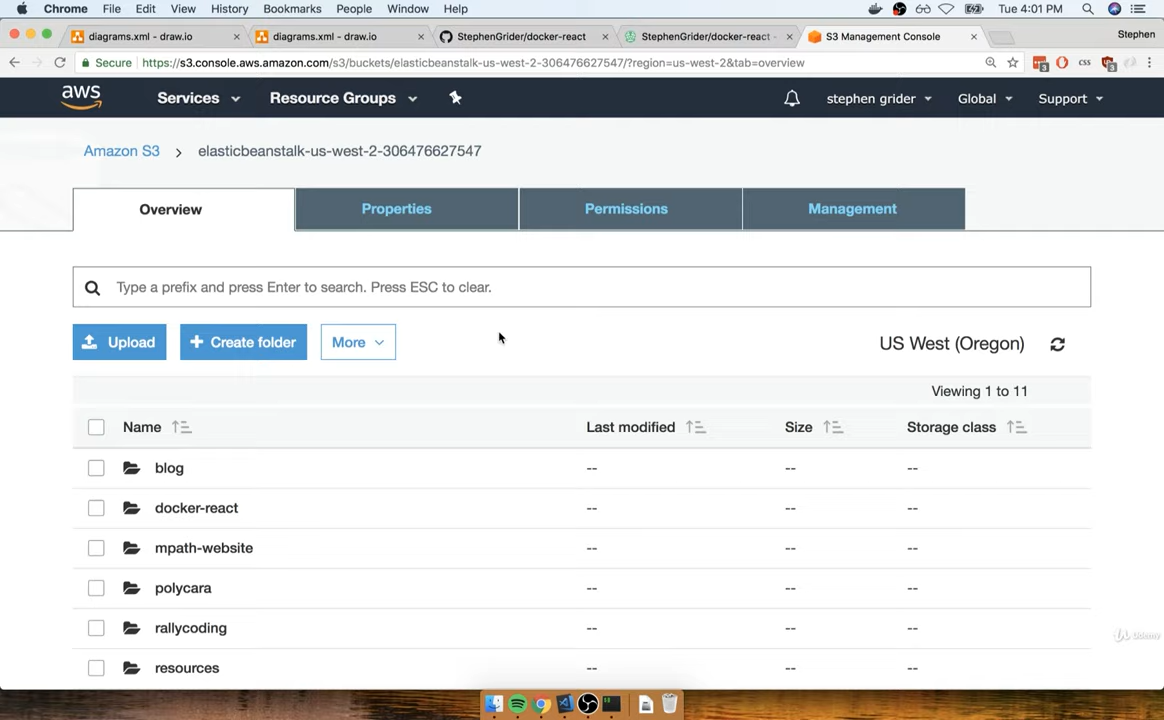 Chrome File Edit View History Bookmarks People Window Help Tue 4:01 PM
diagrams.xml - draw.io diagrams.xml - draw.io StephenGrider/docker-react StephenGrider/docker-react - S3 Management Console Stephen
Secure https://s3.console.aws.amazon.com/s3/buckets/elasticbeanstalk-us-west-2-306476627547/?region=us-west-2&tab=overview
3 CSS 3
aws Services Resource Groups stephen grider Global Support
Amazon S3 > elasticbeanstalk-us-west-2-306476627547
Overview Properties Permissions Management
Type a prefix and press Enter to search. Press ESC to clear.
Upload + Create folder More US West (Oregon)
Viewing 1 to 11
Name Last modified Size Storage class
blog -- -- --
docker-react -- -- --
mpath-website -- -- --
polycara -- -- --
rallycoding -- -- --
Udemy
resources -- -- --